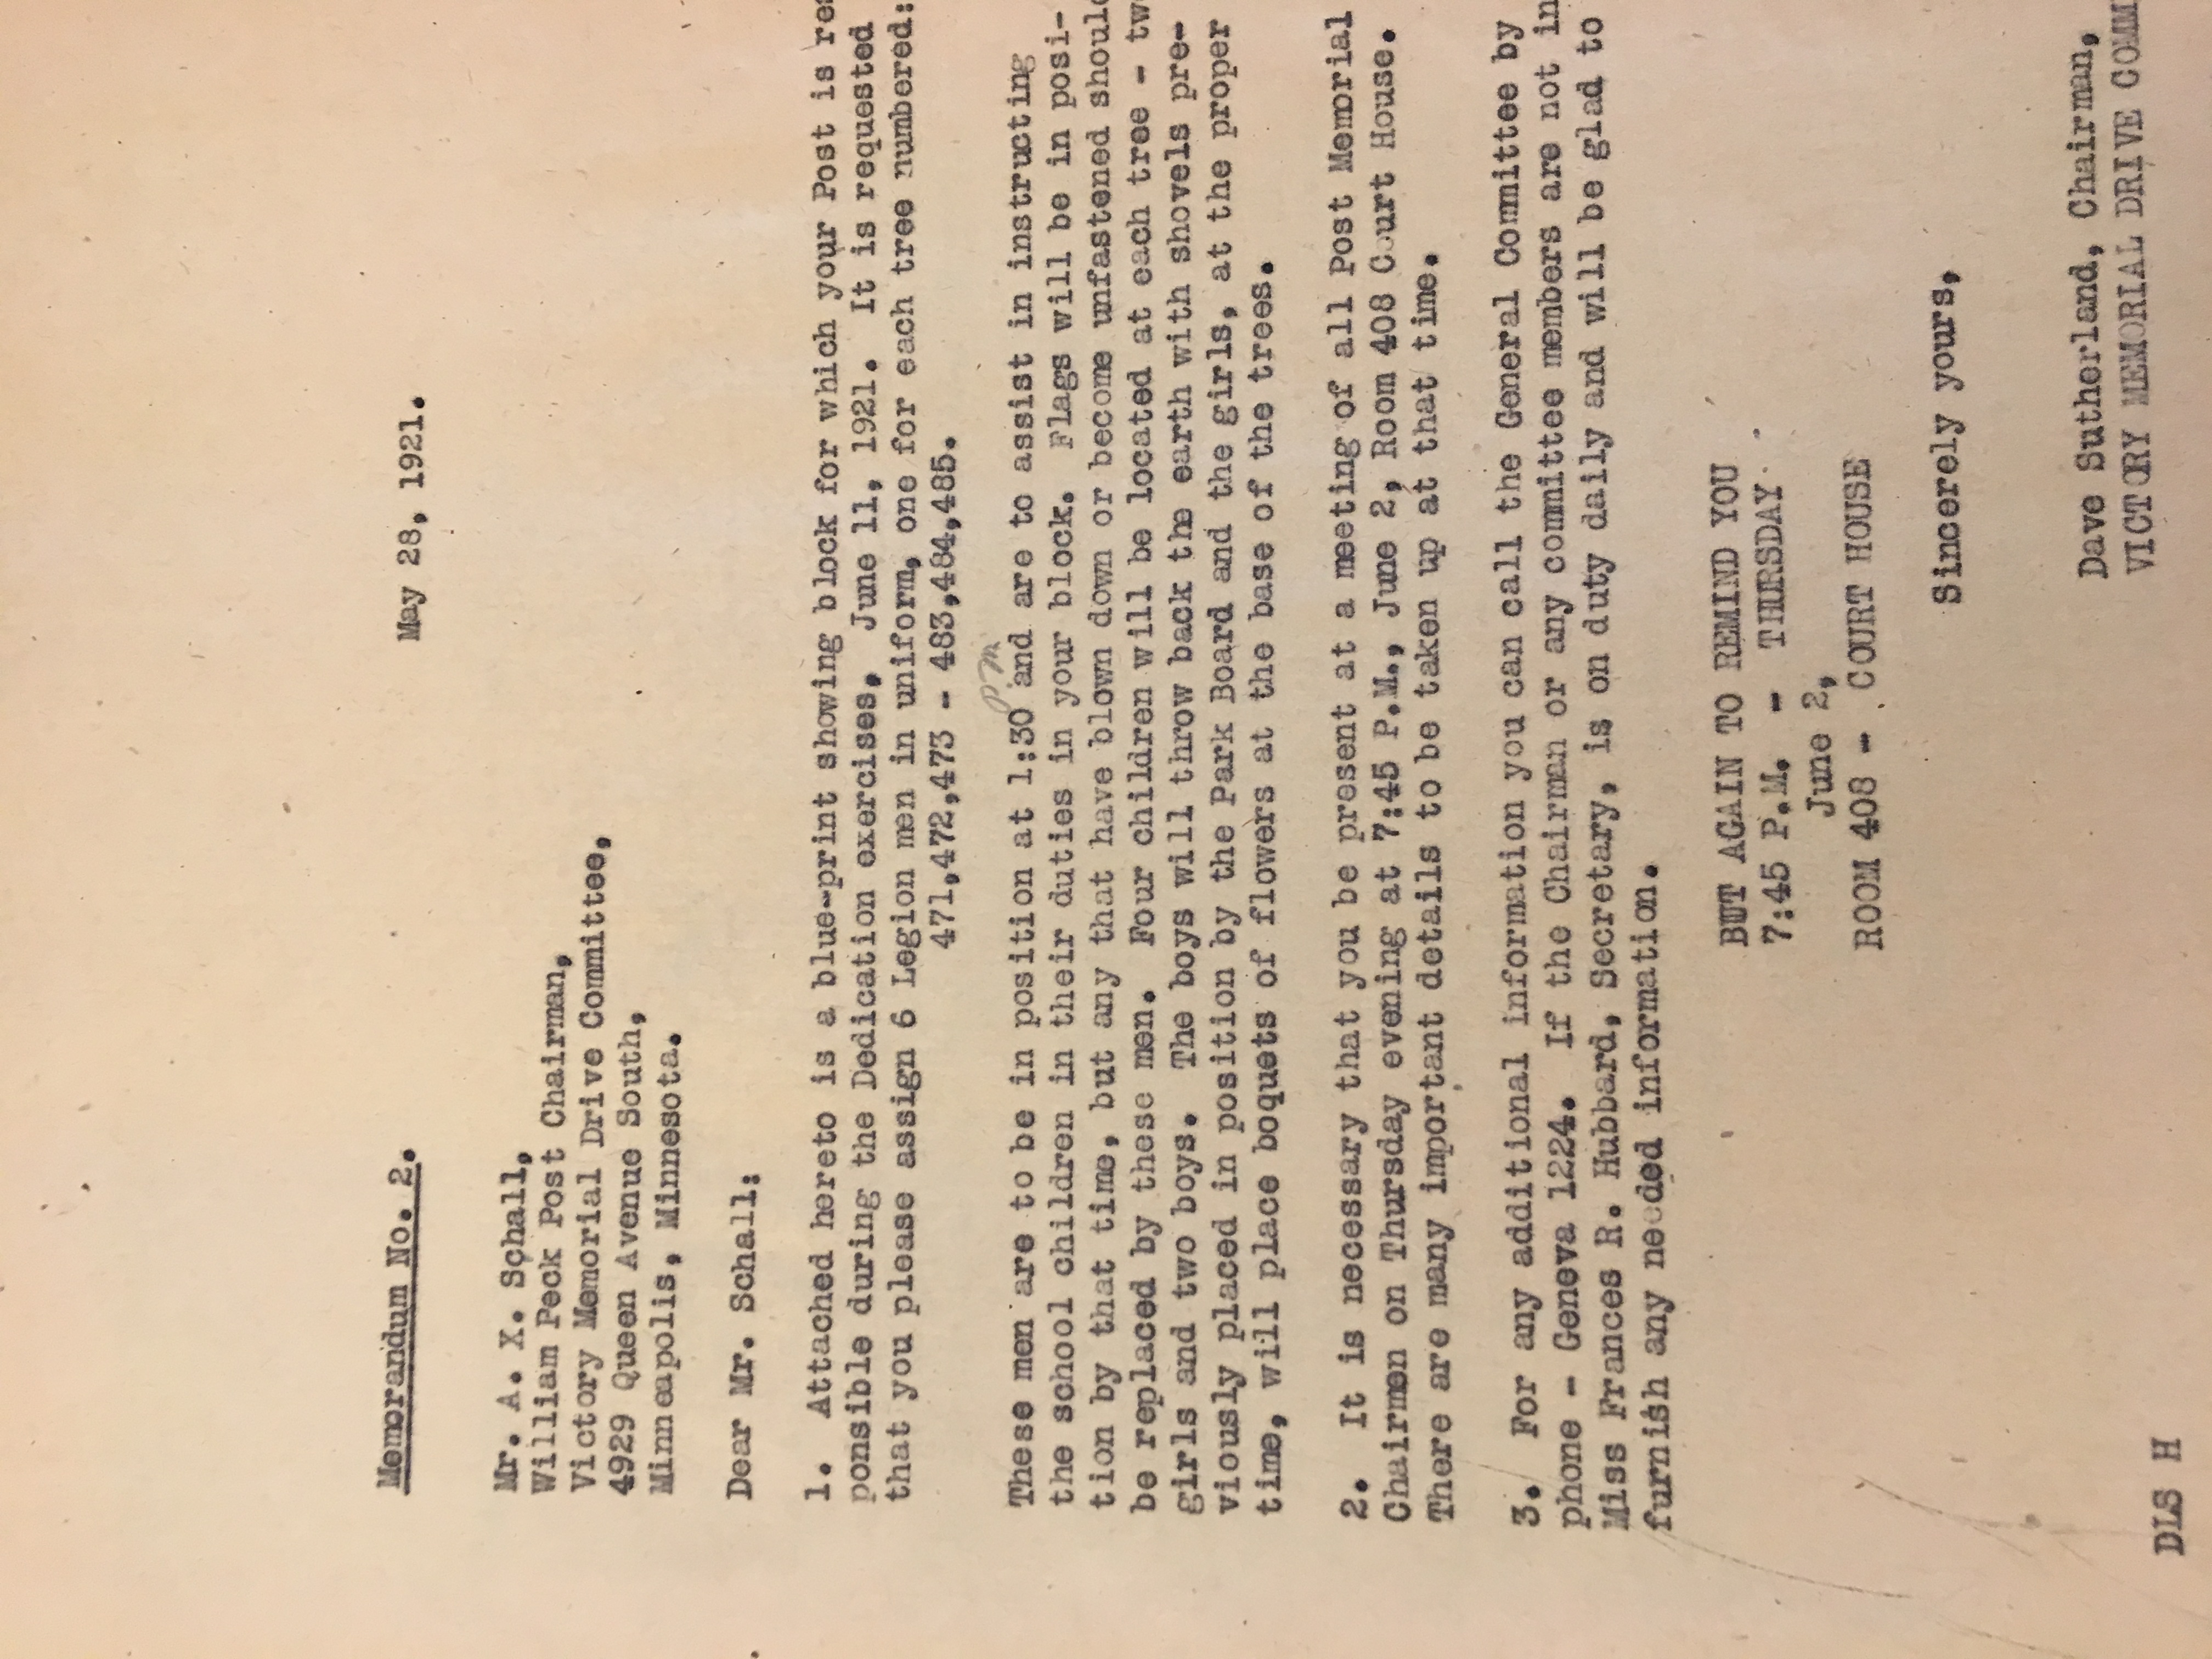 Memorandum No. 2.
May 28, 1921.
Mr. A. X. Schall,
William Peck Post Chairman,
Victory Memorial Drive Committee,
4929 Queen Avenue South,
Minneapolis, Minnesota.
Dear Mr. Schall:
1. Attached hereto is a blue-print showing block for which your Post is res
ponsible during the Dedication exercises, June 11, 1921. It is requested
that you please assign 6 Legion men in uniform, one for each tree numbered:
471,472,473 - 483,484,485.
pm
These men are to be in position at 1:30 and are to assist in instructing
the school children in their duties in your block. Flags will be in posi-
tion by that time, but any that have blown down or become unfastened should
be replaced by these men. Four children will be located at each tree - tw
girls and two boys. The boys will throw back the earth with shovels pre-
viously placed in position by the Park Board and the girls, at the proper
time, will place boquets of flowers at the base of the trees.
2. It is necessary that you be present at a meeting of all Post Memorial
Chairmen on Thursday evening at 7:45 P.M., June 2, Room 408 Court House.
There are many important details to be taken up at that time.
3. For any additional information you can call the General Committee by
phone - Geneva 1224. If the Chairman or any committee members are not in
Miss Frances R. Hubbard, Secretary, is on duty daily and will be glad to
furnish any needed information.
BUT AGAIN TO REMIND YOU
7:45 P.M. - THURSDAY
June 2,
ROOM 408 - COURT HOUSE
Sincerely yours,
Dave Sutherland, Chairman,
VICTORY MEMORIAL DRIVE COMM
DLS H